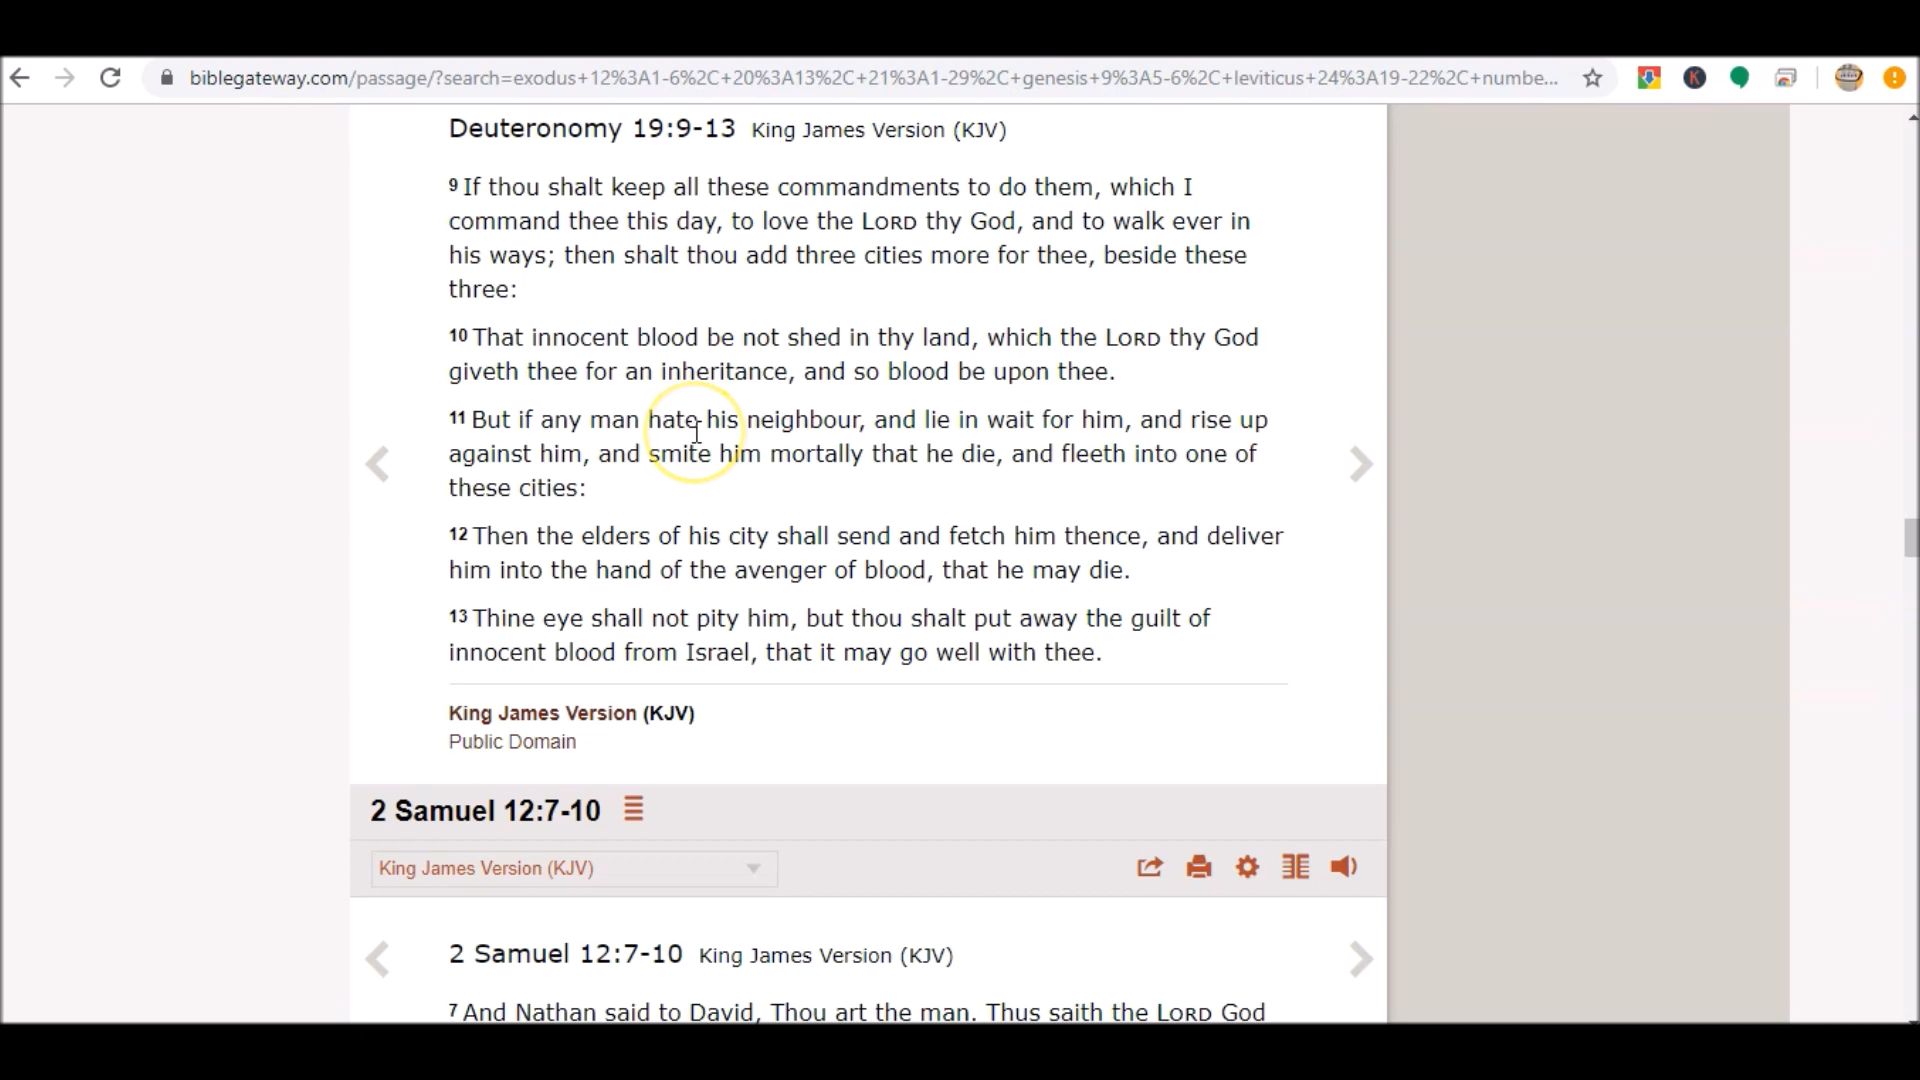 biblegateway.com/passage/?search=exodus+12%3A1-6%2C+20%3A13%2C+21%3A1-29%2C+genesis+9%3A5-6%2C+leviticus+24%3A19-22%2C+numbe...
Deuteronomy 19:9-13 King James Version (KJV)
9 If thou shalt keep all these commandments to do them, which I
command thee this day, to love the LORD thy God, and to walk ever in
his ways; then shalt thou add three cities more for thee, beside these
three:
10 That innocent blood be not shed in thy land, which the LORD thy God
giveth thee for an inheritance, and so blood be upon thee.
11 But if any man hate his neighbour, and lie in wait for him, and rise up
against him, and smite him mortally that he die, and fleeth into one of
these cities:
12 Then the elders of his city shall send and fetch him thence, and deliver
him into the hand of the avenger of blood, that he may die.
13 Thine eye shall not pity him, but thou shalt put away the guilt of
innocent blood from Israel, that it may go well with thee.
King James Version (KJV)
Public Domain
2 Samuel 12:7-10
King James Version (KJV)
2 Samuel 12:7-10 King James Version (KJV)
7 And Nathan said to David, Thou art the man. Thus saith the LORD God